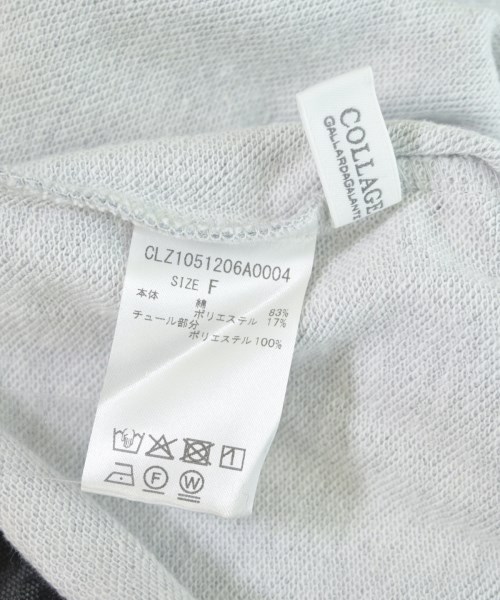 COLLAGE
GALLARDAGALANTE
CLZ1051206A0004
SIZE F
本体 綿 83%
ポリエステル 17%
チュール部分
ポリエステル 100%
F W